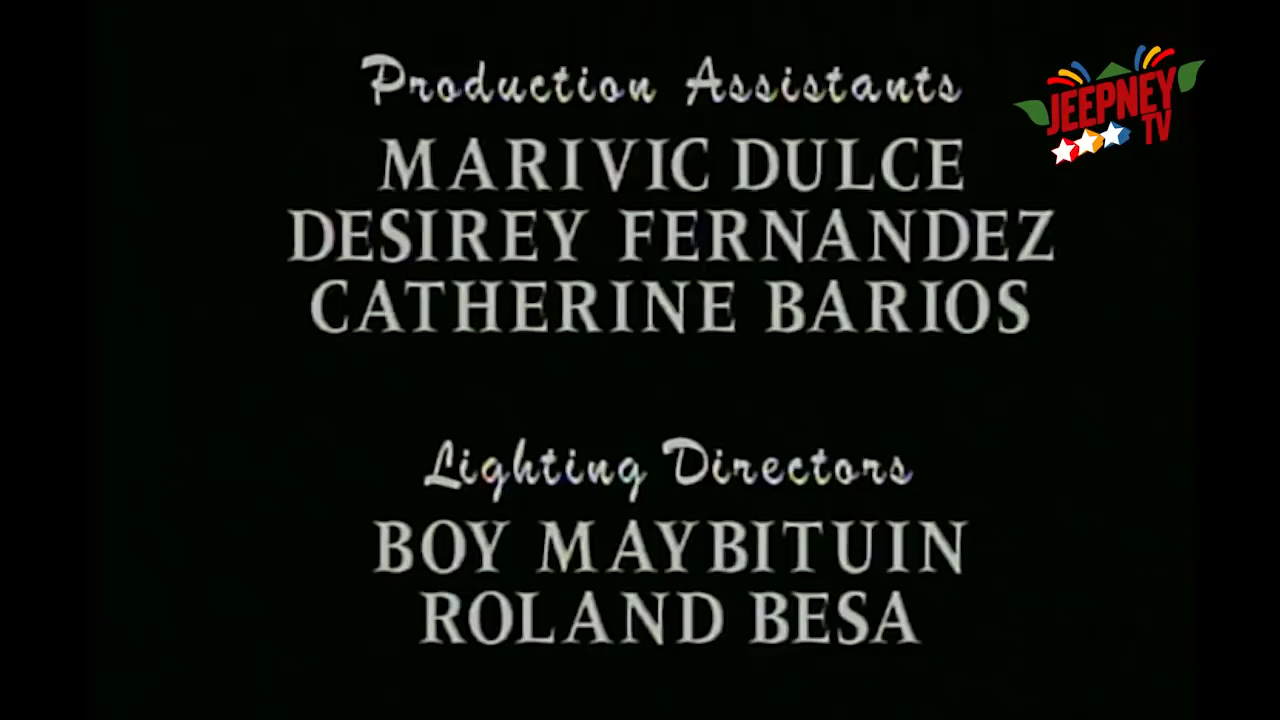 Production Assistants
MARIVIC DULCE
DESIREY FERNANDEZ
CATHERINE BARIOS
Lighting Directors
BOY MAYBITUIN
ROLAND BESA
JEEPNEY
TV